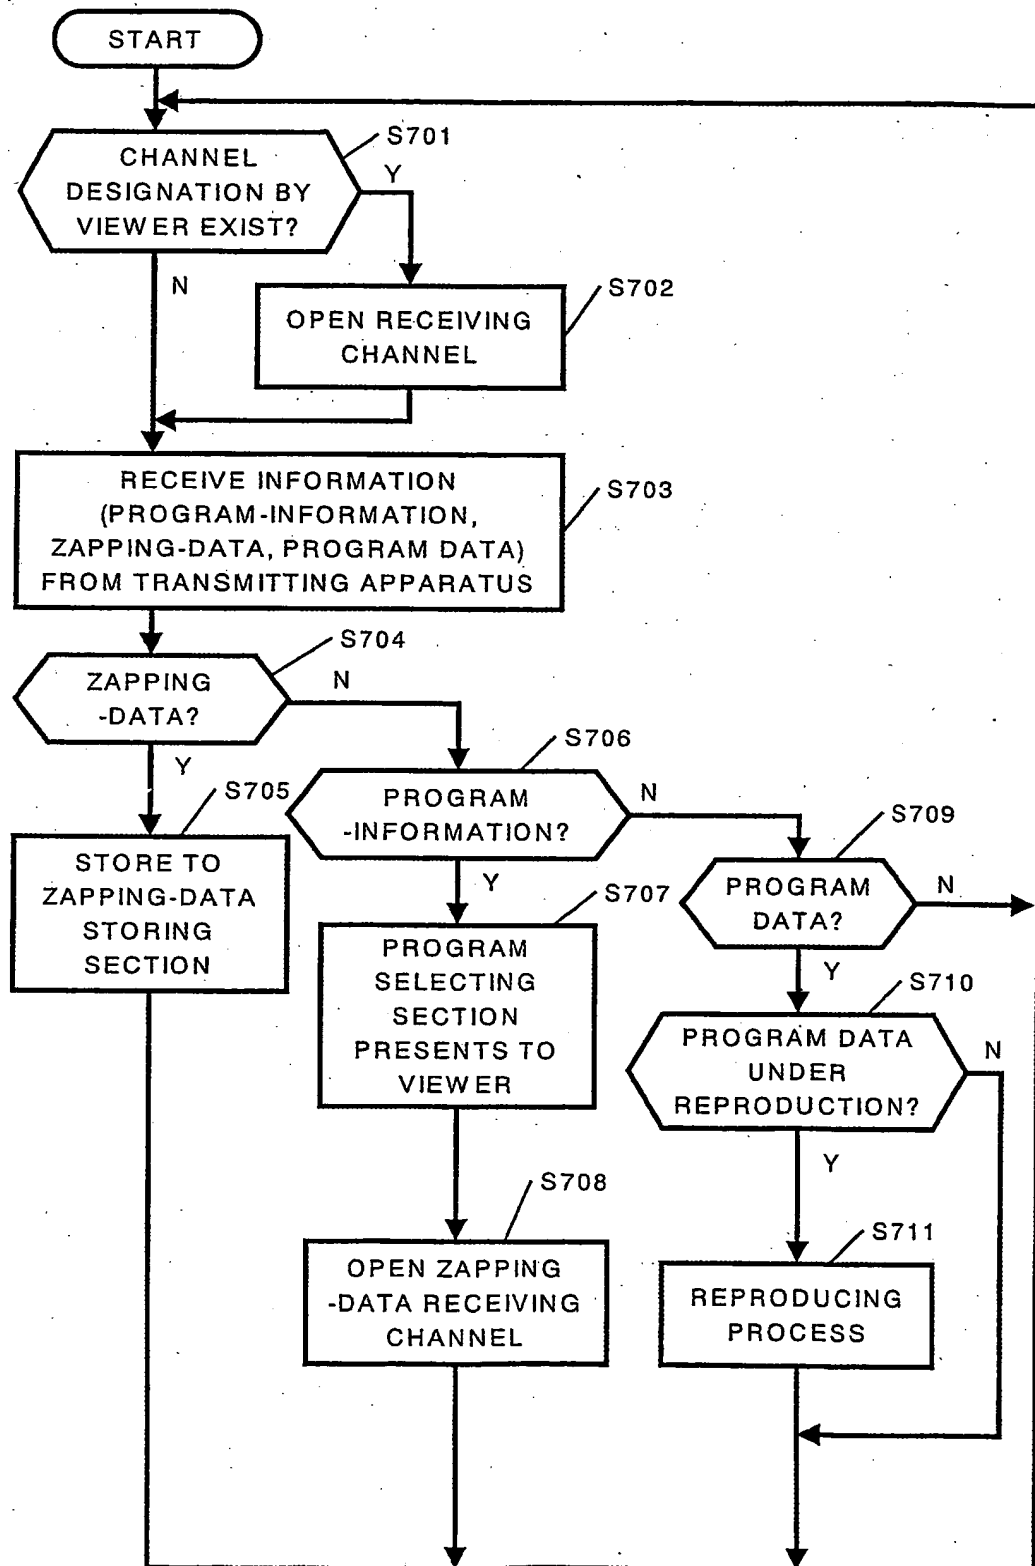 START
S701
CHANNEL
DESIGNATION BY
VIEWER EXIST?
Y
N
S702
OPEN RECEIVING
CHANNEL
S703
RECEIVE INFORMATION
(PROGRAM-INFORMATION,
ZAPPING-DATA, PROGRAM DATA)
FROM TRANSMITTING APPARATUS
S704
ZAPPING
-DATA?
N
Y
S705
STORE TO
ZAPPING-DATA
STORING
SECTION
S706
PROGRAM
-INFORMATION?
N
Y
S707
PROGRAM
SELECTING
SECTION
PRESENTS TO
VIEWER
S708
OPEN ZAPPING
-DATA RECEIVING
CHANNEL
S709
PROGRAM
DATA?
N
Y
S710
PROGRAM DATA
UNDER
REPRODUCTION?
N
Y
S711
REPRODUCING
PROCESS